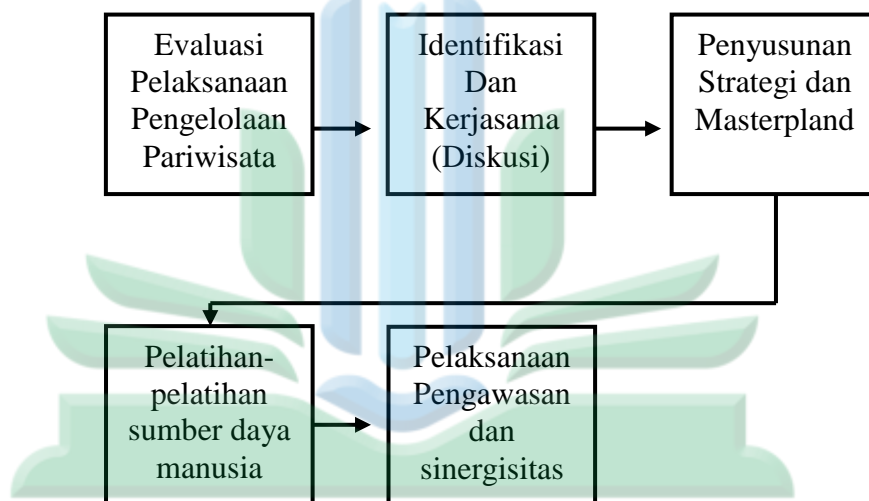 Evaluasi
Pelaksanaan
Pengelolaan
Pariwisata
Identifikasi
Dan
Kerjasama
(Diskusi)
Penyusunan
Strategi dan
Masterpland
Pelatihan-
pelatihan
sumber daya
manusia
Pelaksanaan
Pengawasan
dan
sinergisitas